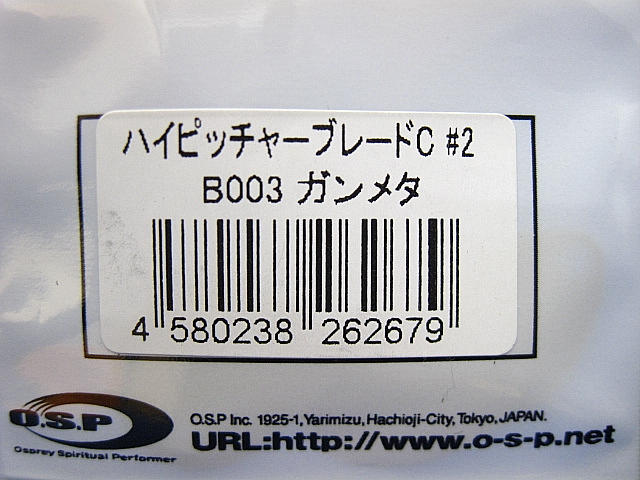 ハイピッチャーブレードC #2
B003 ガンメタ
4 580238 262679
O.S.P
Osprey Spiritual Performer
O.S.P Inc. 1925-1, Yarimizu, Hachioji-City, Tokyo, JAPAN.
URL:http://www.o-s-p.net